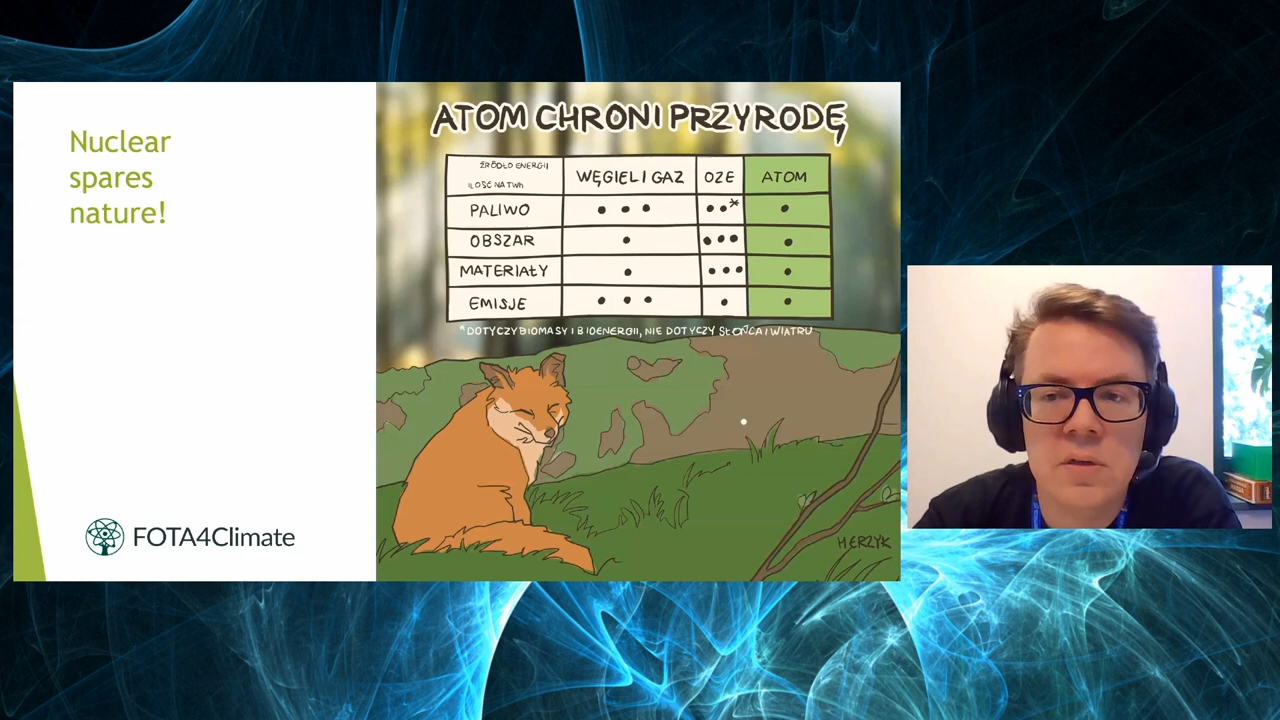 Nuclear
spares
nature!
ATOM CHRONI PRZYRODĘ
ŹRÓDŁO ENERGII
ILOŚĆ NA TWh
WĘGIEL I GAZ
OZE
ATOM
PALIWO
*
OBSZAR
MATERIAŁY
EMISJE
*DOTYCZY BIOMASY I BIOENERGII, NIE DOTYCZY SŁOŃCA I WIATRU
HERZYK
FOTA4Climate